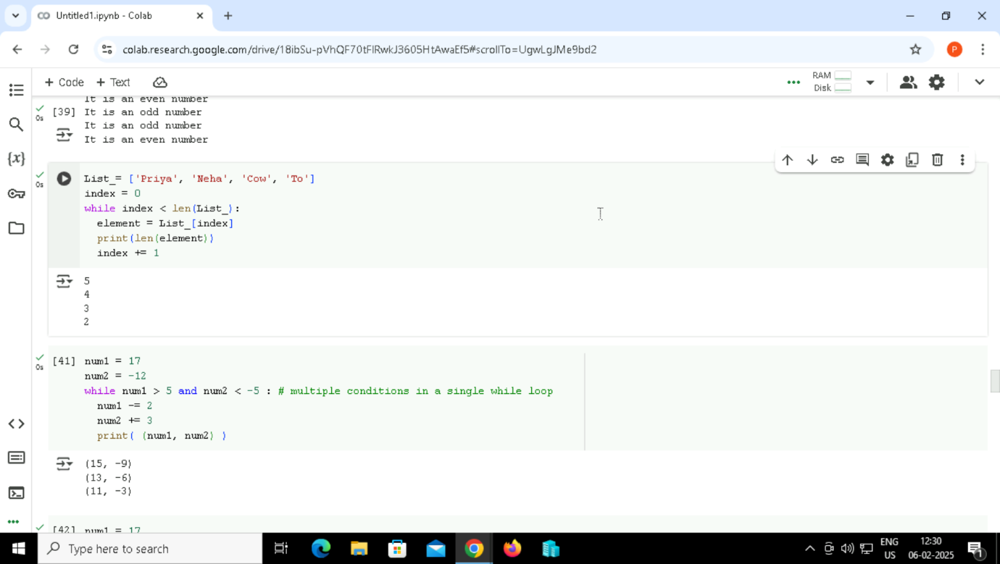 Untitled1.ipynb - Colab
colab.research.google.com/drive/18ibSu-pVhQF70tFlRwkJ3605HtAwaEf5#scrollTo=UgwLgJMe9bd2
P
+ Code + Text
RAM
Disk
It is an even number
0s [39] It is an odd number
It is an odd number
It is an even number
0s
List_= ['Priya', 'Neha', 'Cow', 'To']
index = 0
while index < len(List_):
  element = List_[index]
  print(len(element))
  index += 1
5
4
3
2
0s [41] num1 = 17
num2 = -12
while num1 > 5 and num2 < -5 : # multiple conditions in a single while loop
  num1 -= 2
  num2 += 3
  print( (num1, num2) )
(15, -9)
(13, -6)
(11, -3)
[42] num1 = 17
Type here to search
ENG
US
12:30
06-02-2025
1